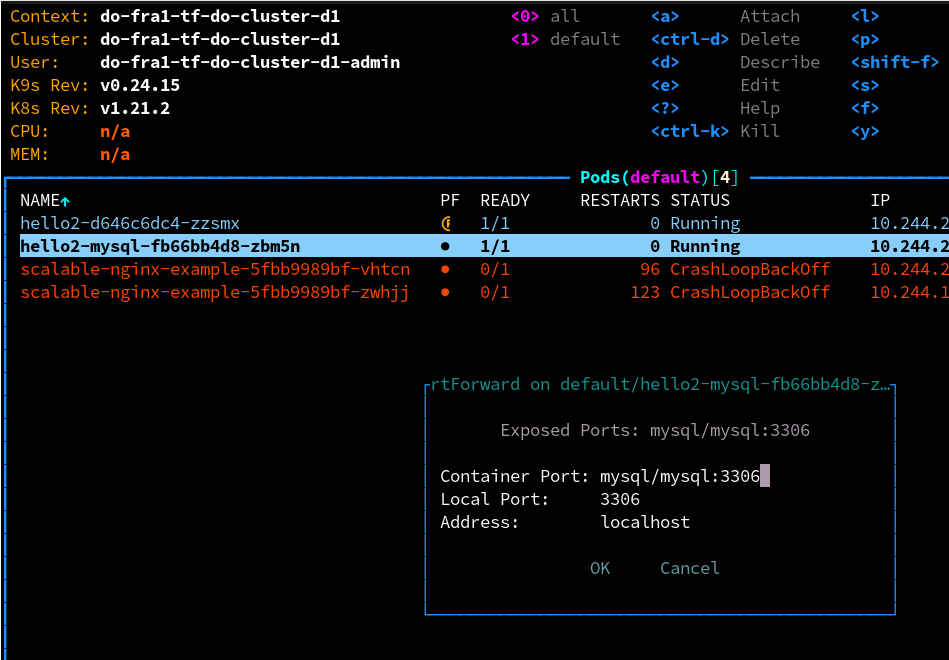 Context: do-fra1-tf-do-cluster-d1 <0> all <a> Attach <l>
Cluster: do-fra1-tf-do-cluster-d1 <1> default <ctrl-d> Delete <p>
User: do-fra1-tf-do-cluster-d1-admin <d> Describe <shift-f>
K9s Rev: v0.24.15 <e> Edit <s>
K8s Rev: v1.21.2 <?> Help <f>
CPU: n/a <ctrl-k> Kill <y>
MEM: n/a
Pods(default)[4]
NAME↑ PF READY RESTARTS STATUS IP
hello2-d646c6dc4-zzsmx Ⓕ 1/1 0 Running 10.244.2
hello2-mysql-fb66bb4d8-zbm5n ● 1/1 0 Running 10.244.2
scalable-nginx-example-5fbb9989bf-vhtcn ● 0/1 96 CrashLoopBackOff 10.244.2
scalable-nginx-example-5fbb9989bf-zwhjj ● 0/1 123 CrashLoopBackOff 10.244.1
rtForward on default/hello2-mysql-fb66bb4d8-z…
Exposed Ports: mysql/mysql:3306
Container Port: mysql/mysql:3306
Local Port: 3306
Address: localhost
OK Cancel